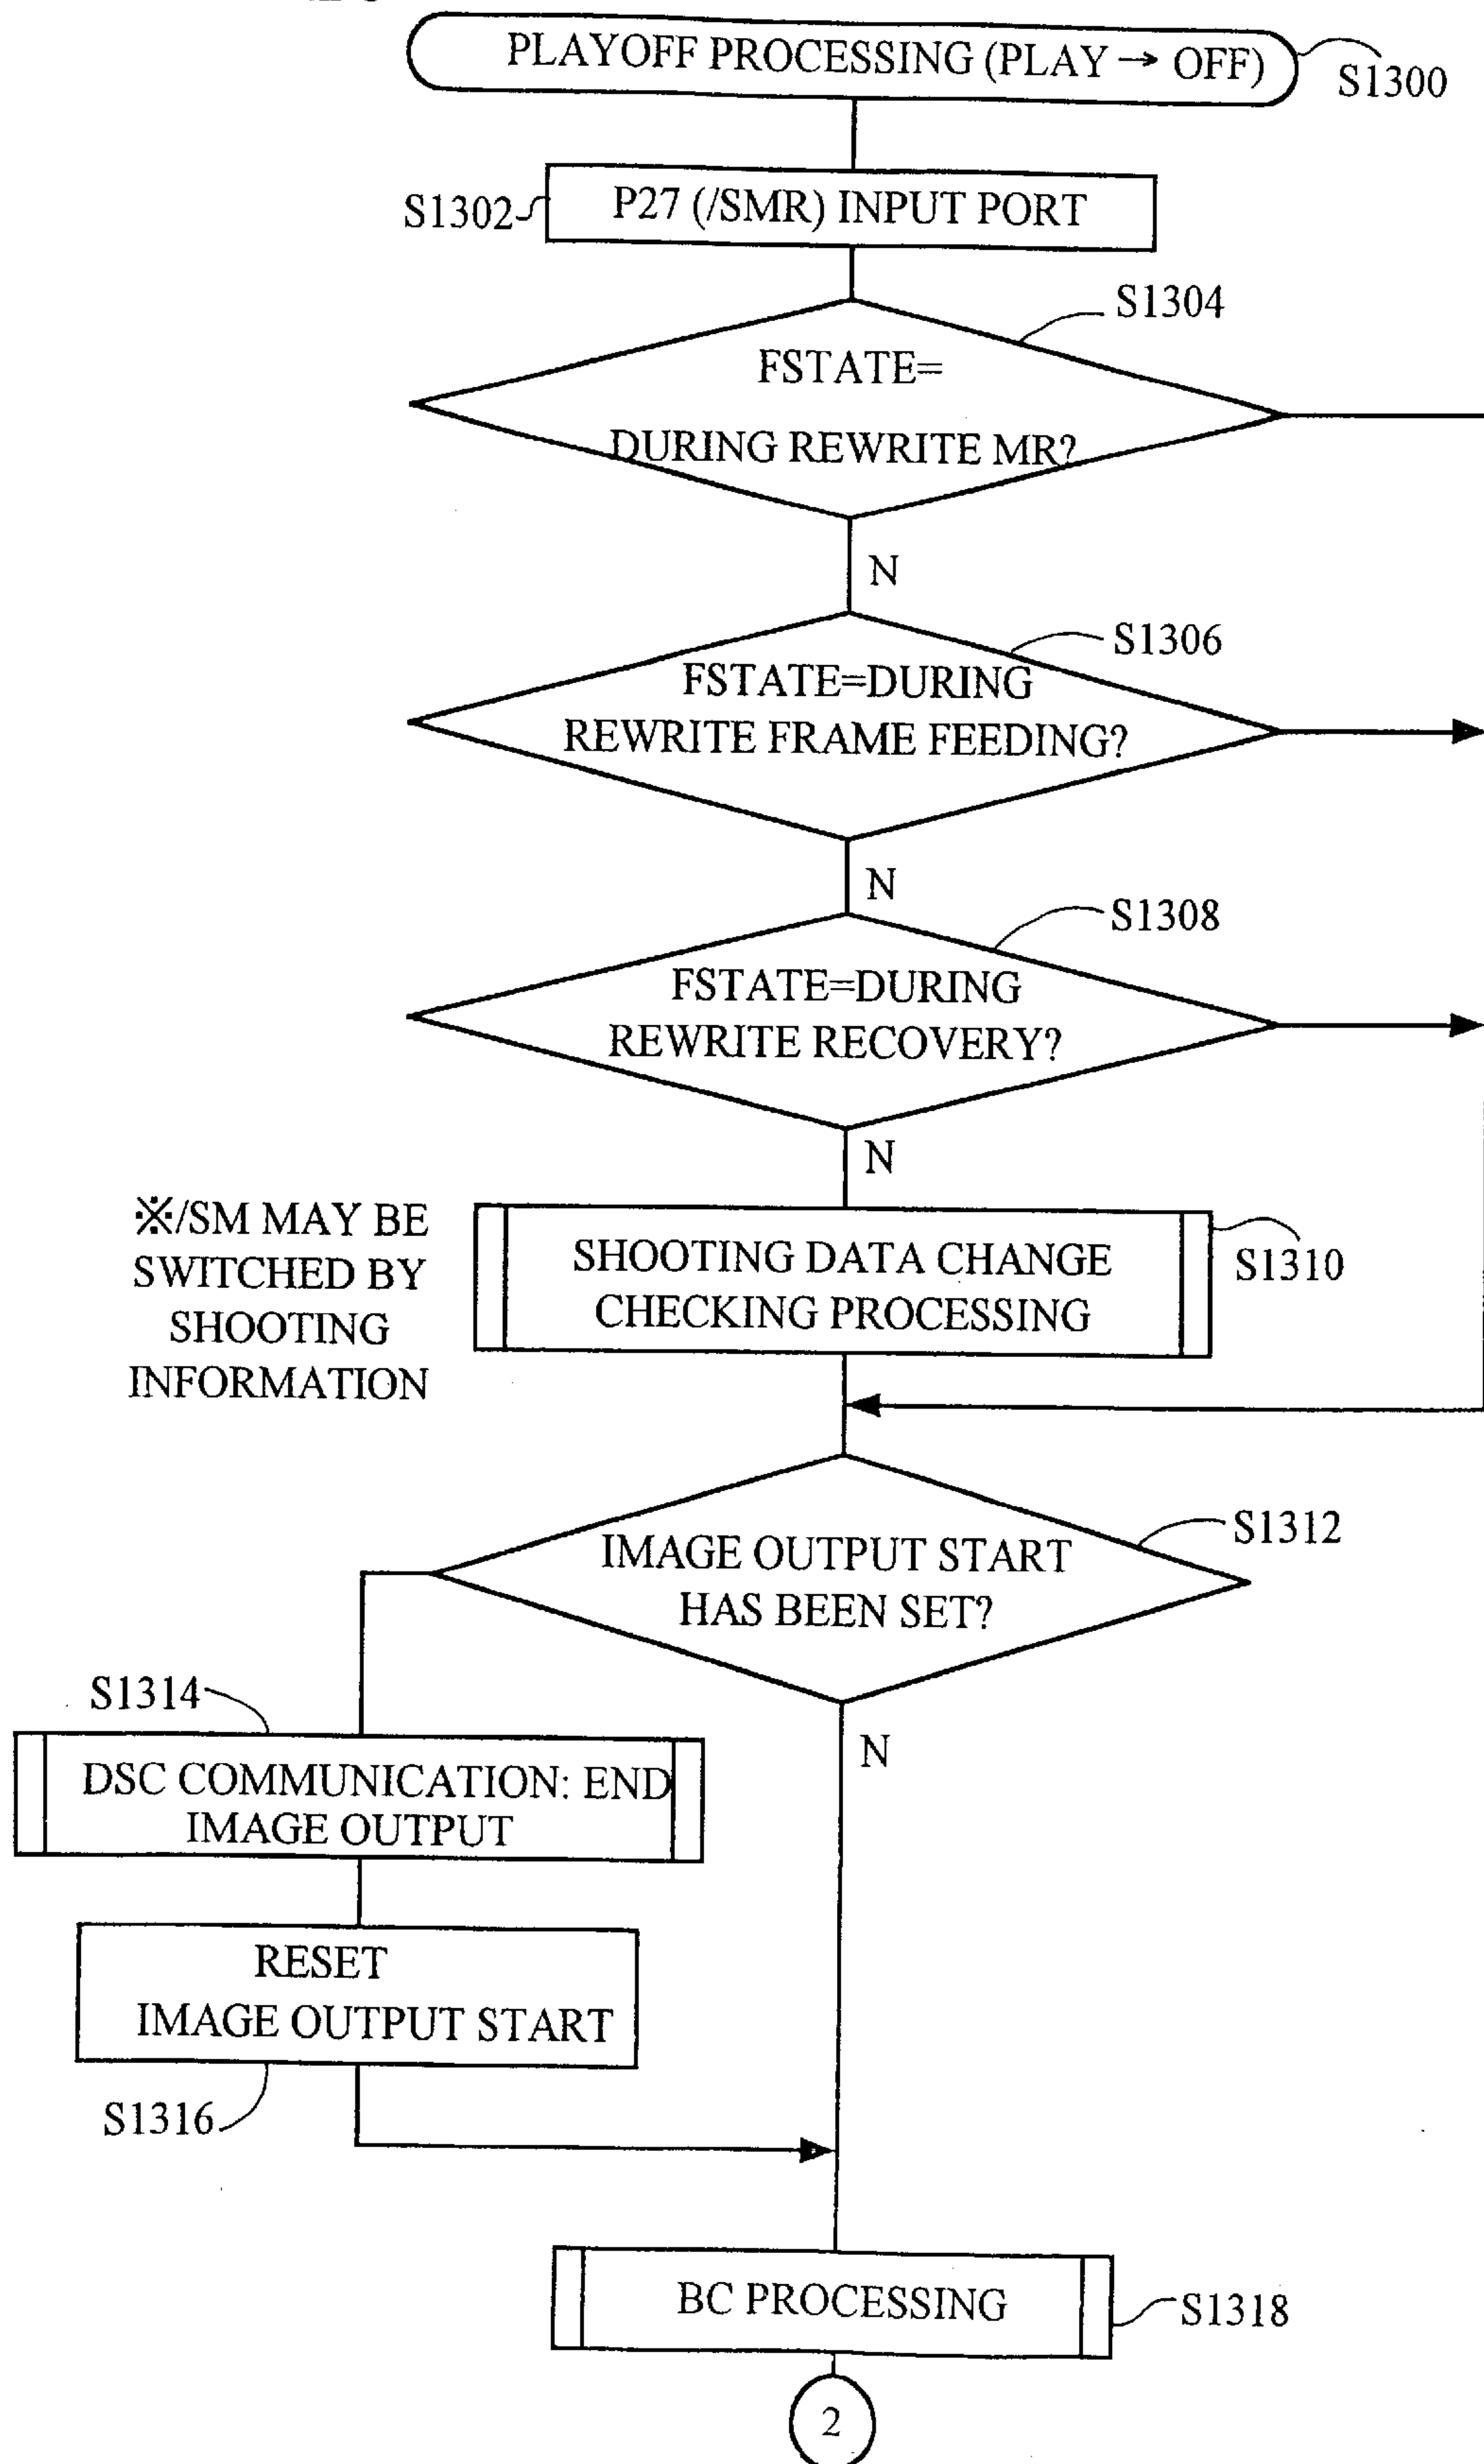 PLAYOFF PROCESSING (PLAY → OFF)
S1300
S1302
P27 (/SMR) INPUT PORT
S1304
FSTATE=
DURING REWRITE MR?
N
S1306
FSTATE=DURING
REWRITE FRAME FEEDING?
N
S1308
FSTATE=DURING
REWRITE RECOVERY?
N
※/SM MAY BE
SWITCHED BY
SHOOTING
INFORMATION
SHOOTING DATA CHANGE
CHECKING PROCESSING
S1310
IMAGE OUTPUT START
HAS BEEN SET?
S1312
S1314
N
DSC COMMUNICATION: END
IMAGE OUTPUT
RESET
IMAGE OUTPUT START
S1316
BC PROCESSING
S1318
2